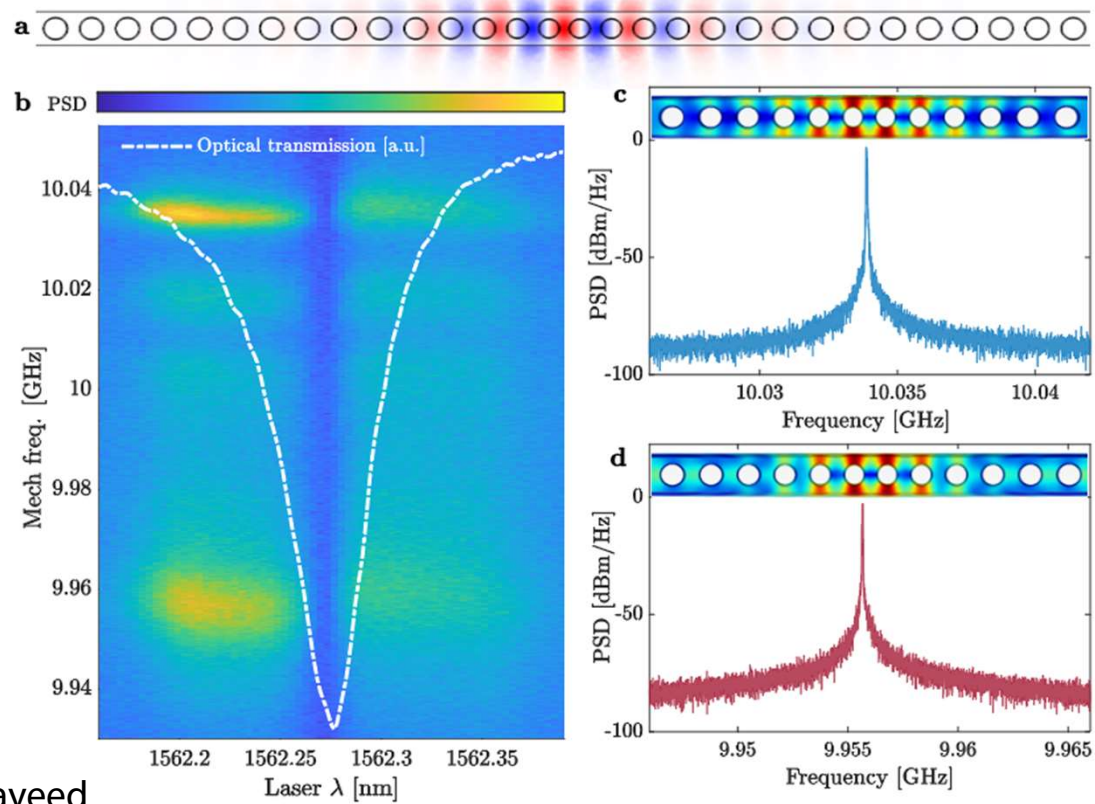 a
b PSD
Optical transmission [a.u.]
10.04
10.02
10
9.98
9.96
9.94
Mech freq. [GHz]
1562.2 1562.25 1562.3 1562.35
Laser λ [nm]
c
0
-50
-100
PSD [dBm/Hz]
10.03 10.035 10.04
Frequency [GHz]
d
0
-50
-100
PSD [dBm/Hz]
9.95 9.955 9.96 9.965
Frequency [GHz]